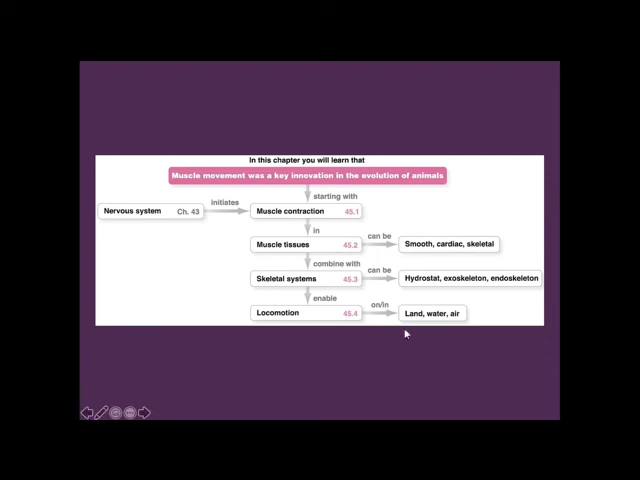 In this chapter you will learn that
Muscle movement was a key innovation in the evolution of animals
starting with
initiates
Nervous system Ch. 43
Muscle contraction 45.1
in
Muscle tissues 45.2
can be
Smooth, cardiac, skeletal
combine with
Skeletal systems 45.3
can be
Hydrostat, exoskeleton, endoskeleton
enable
Locomotion 45.4
on/in
Land, water, air